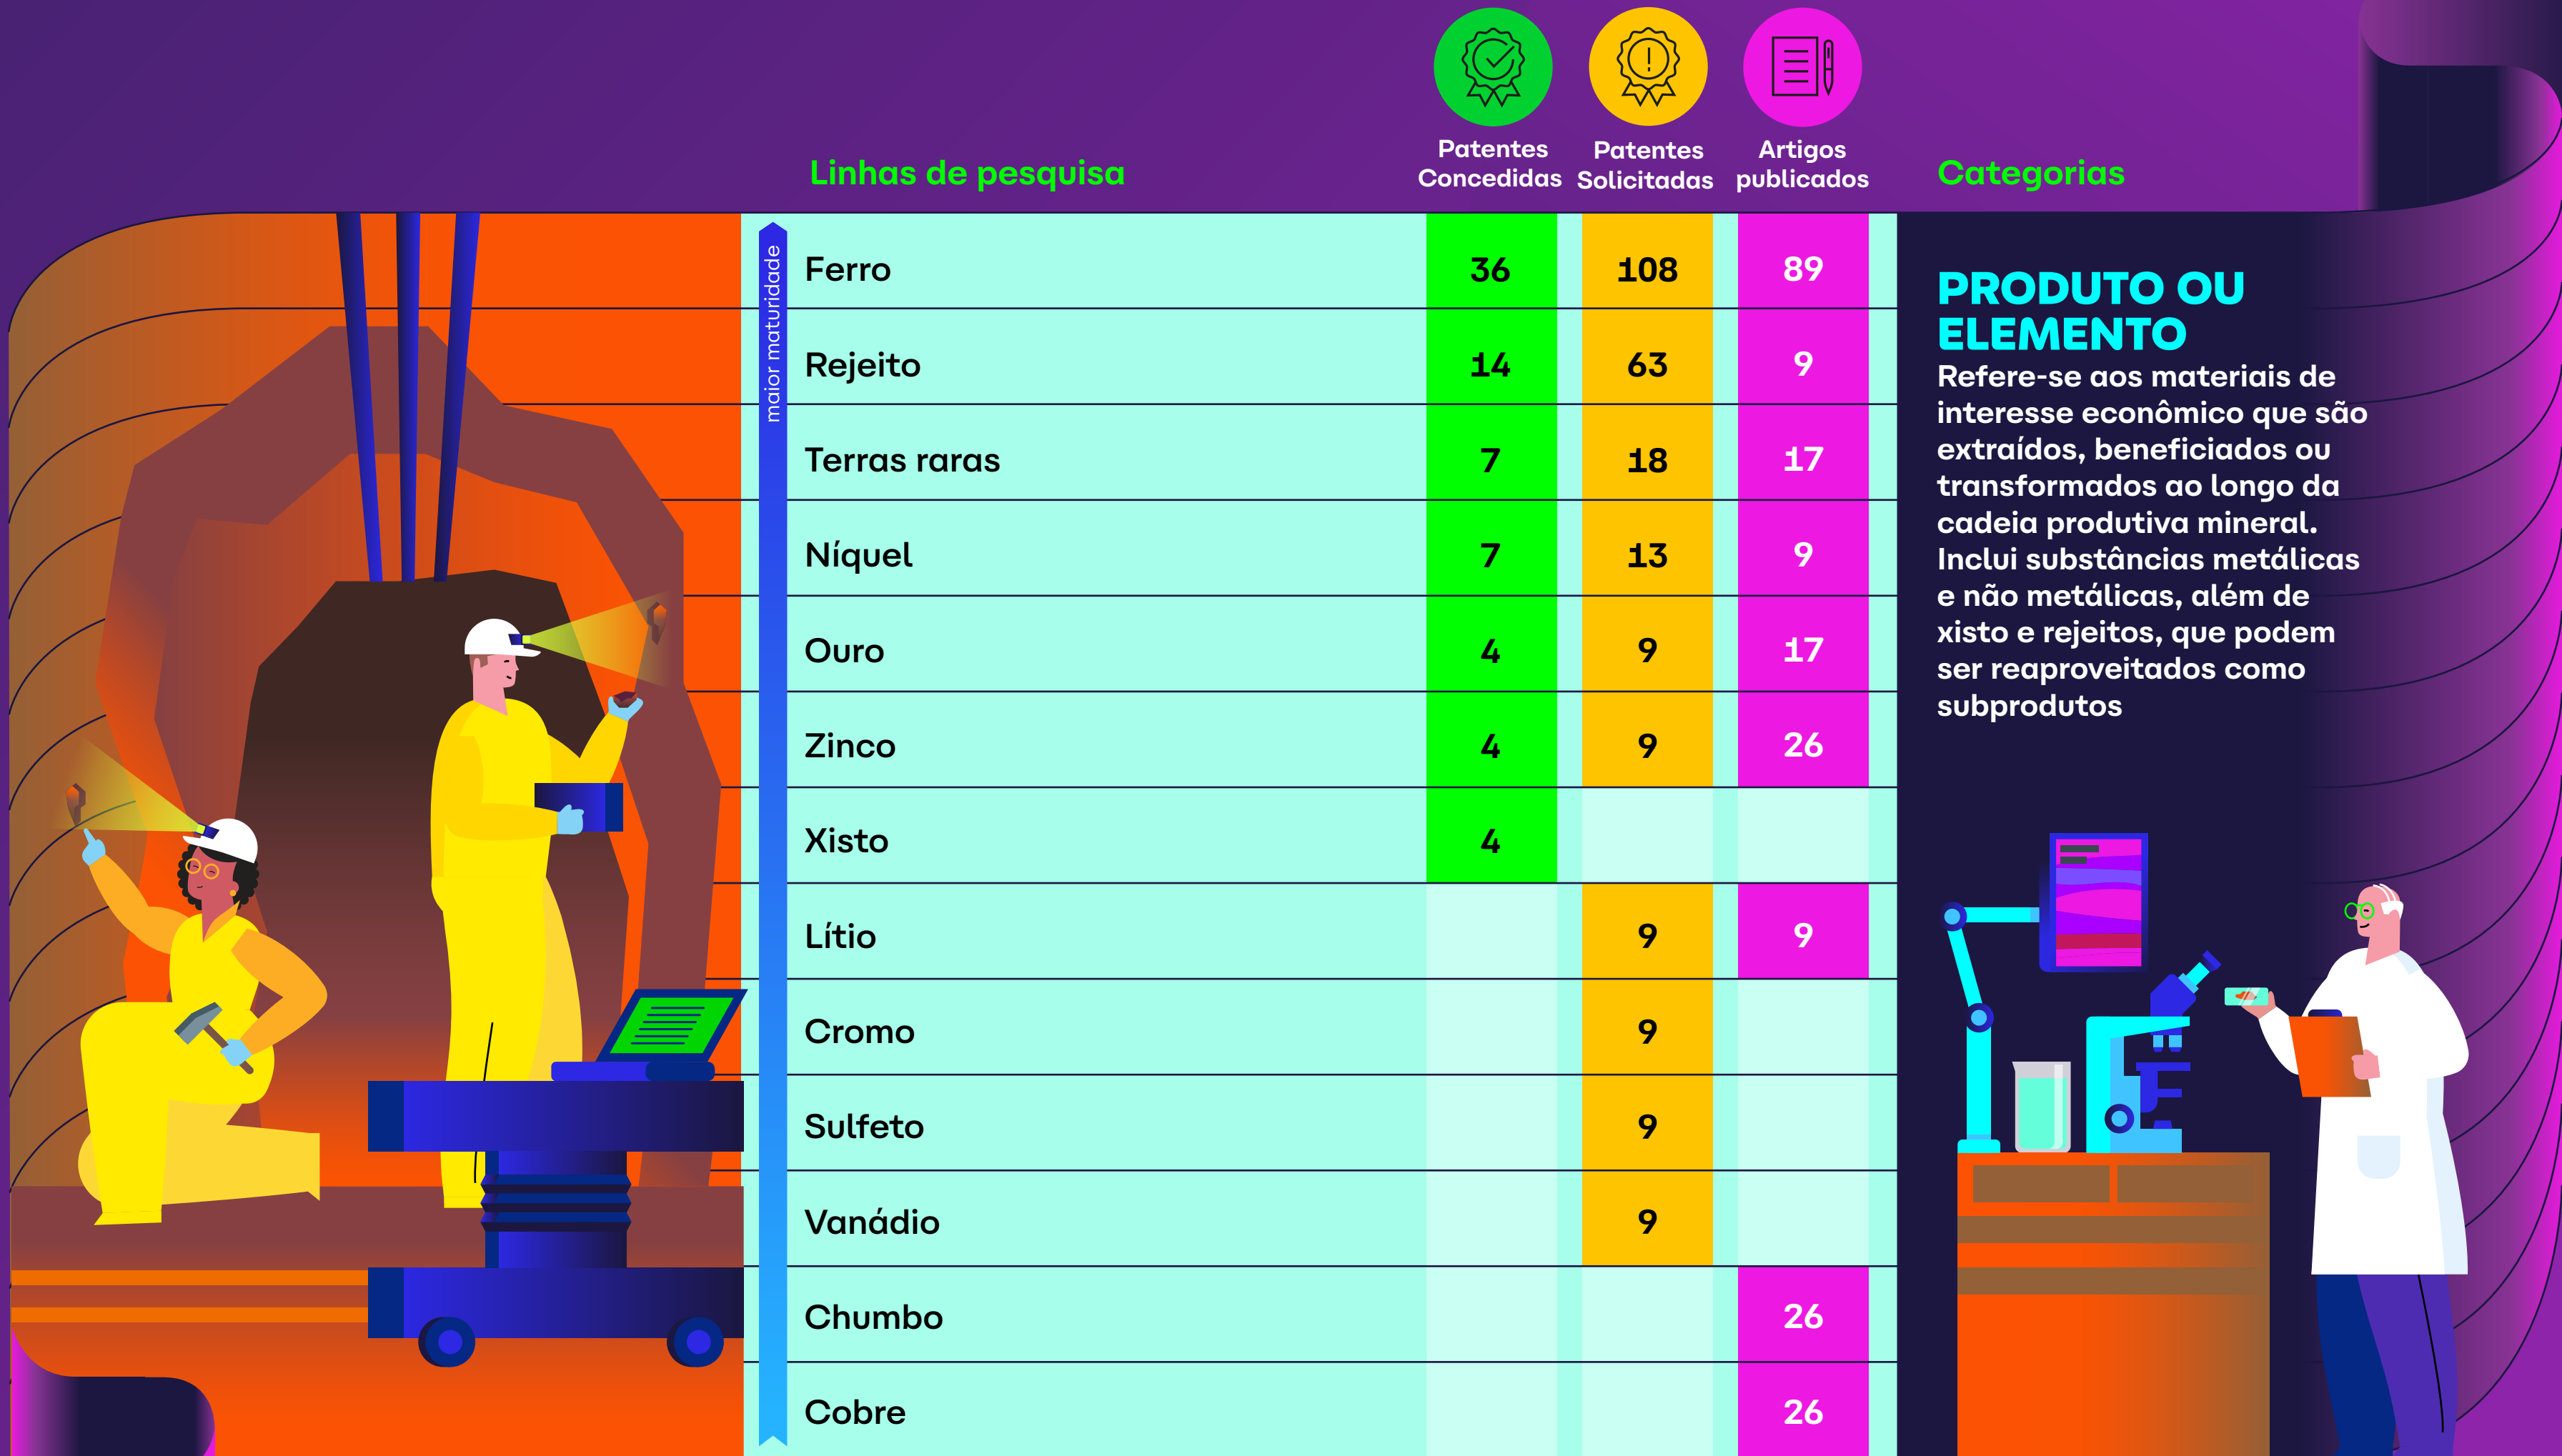 Linhas de pesquisa
Patentes
Concedidas
Patentes
Solicitadas
Artigos
publicados
Categorias
maior maturidade
Ferro 36 108 89
Rejeito 14 63 9
Terras raras 7 18 17
Níquel 7 13 9
Ouro 4 9 17
Zinco 4 9 26
Xisto 4
Lítio 9 9
Cromo 9
Sulfeto 9
Vanádio 9
Chumbo 26
Cobre 26
PRODUTO OU
ELEMENTO
Refere-se aos materiais de
interesse econômico que são
extraídos, beneficiados ou
transformados ao longo da
cadeia produtiva mineral.
Inclui substâncias metálicas
e não metálicas, além de
xisto e rejeitos, que podem
ser reaproveitados como
subprodutos